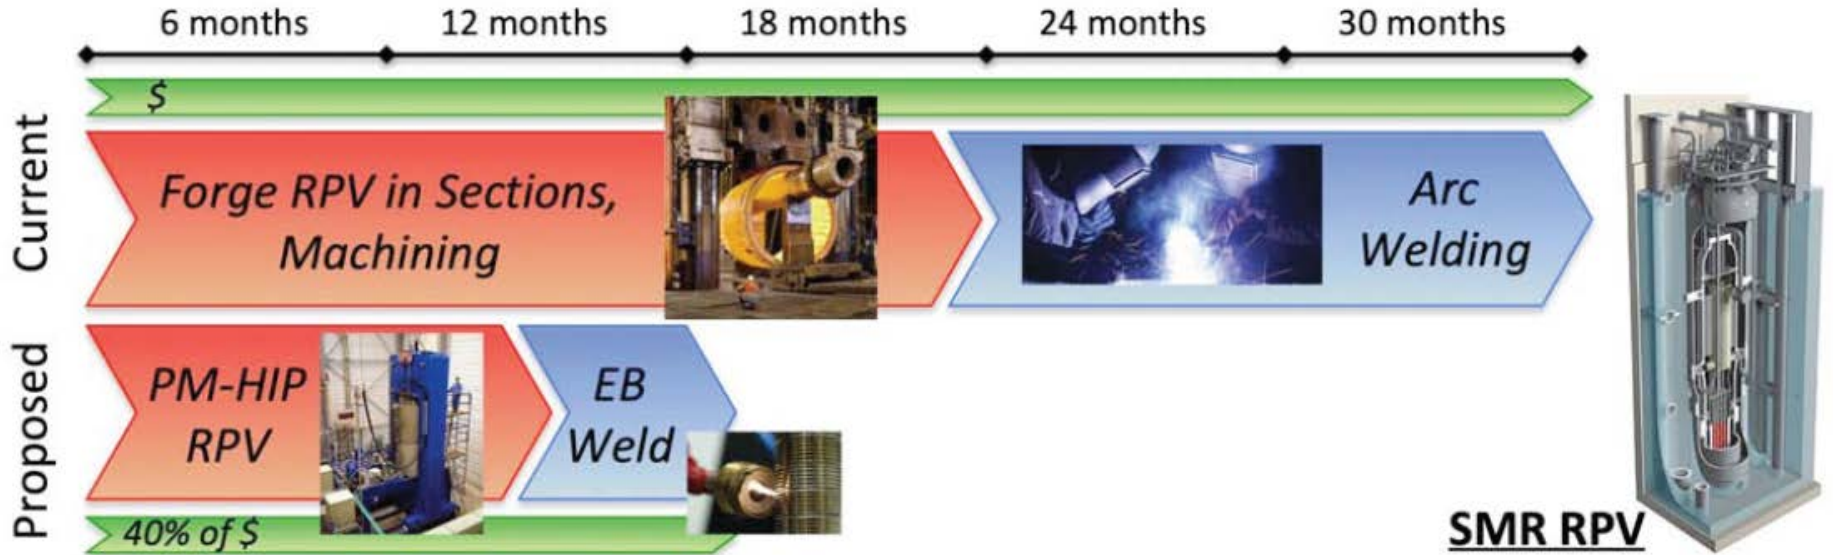 6 months 12 months 18 months 24 months 30 months
Current
$
Forge RPV in Sections,
Machining
Arc
Welding
Proposed
PM-HIP
RPV
EB
Weld
40% of $
SMR RPV